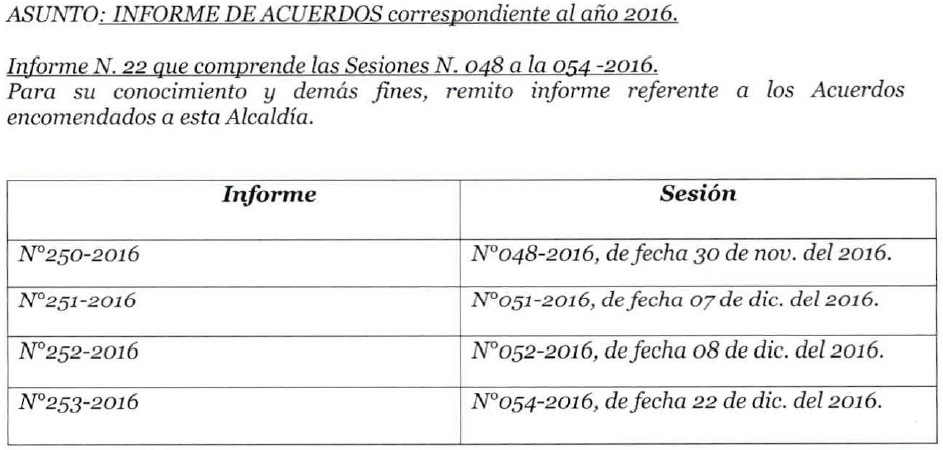 ASUNTO: INFORME DE ACUERDOS correspondiente al año 2016.
Informe N. 22 que comprende las Sesiones N. 048 a la 054 -2016.
Para su conocimiento y demás fines, remito informe referente a los Acuerdos
encomendados a esta Alcaldía.
Informe Sesión
N°250-2016 N°048-2016, de fecha 30 de nov. del 2016.
N°251-2016 N°051-2016, de fecha 07 de dic. del 2016.
N°252-2016 N°052-2016, de fecha 08 de dic. del 2016.
N°253-2016 N°054-2016, de fecha 22 de dic. del 2016.